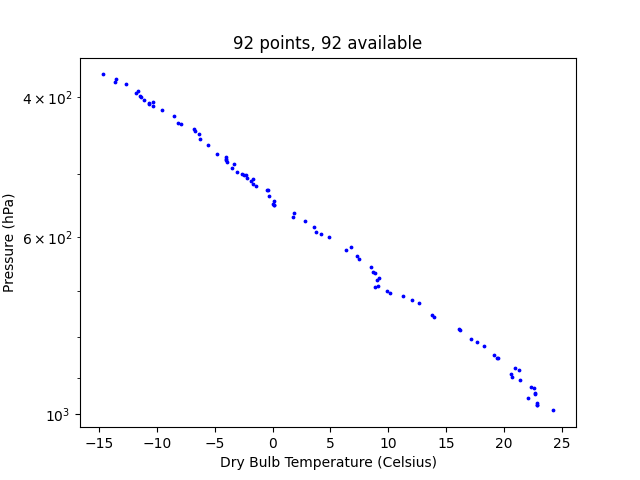 92 points, 92 available
4 × 10²
6 × 10²
10³
Pressure (hPa)
−15 −10 −5 0 5 10 15 20 25
Dry Bulb Temperature (Celsius)